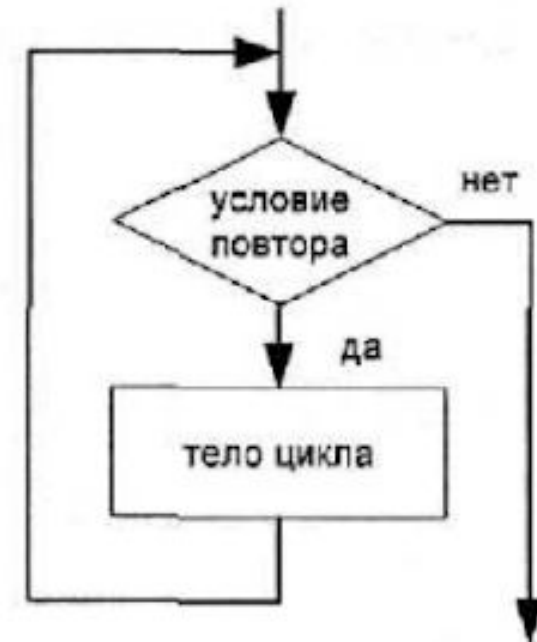 условие
повтора
нет
да
тело цикла